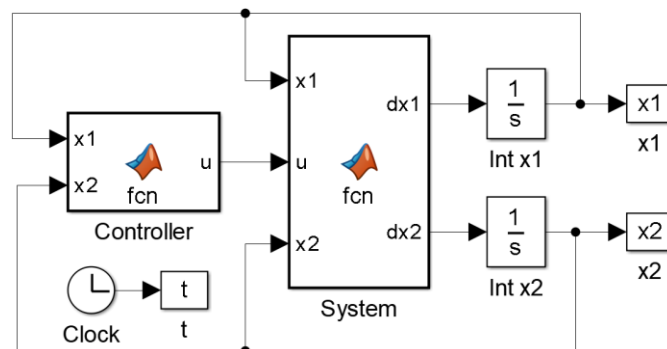 x1
x2
u
fcn
Controller
x1
u
x2
dx1
dx2
fcn
System
1
s
Int x1
x1
x1
1
s
Int x2
x2
x2
Clock
t
t